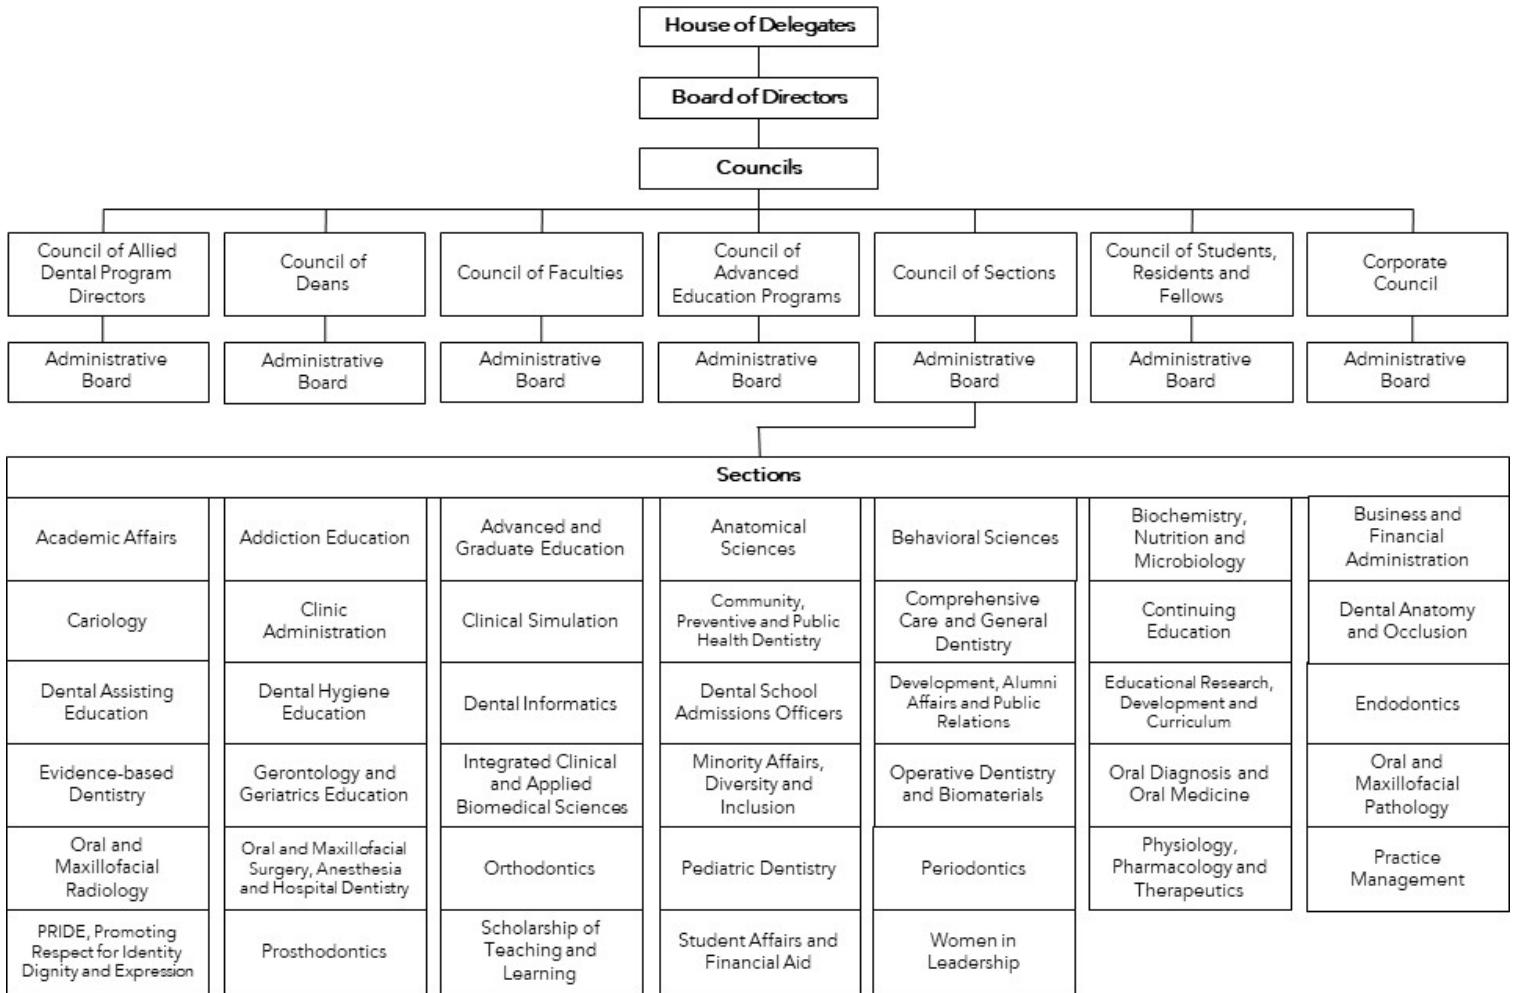 House of Delegates
Board of Directors
Councils
Council of Allied
Dental Program
Directors
Council of
Deans
Council of Faculties
Council of
Advanced
Education Programs
Council of Sections
Council of Students,
Residents and
Fellows
Corporate
Council
Administrative
Board
Administrative
Board
Administrative
Board
Administrative
Board
Administrative
Board
Administrative
Board
Administrative
Board
Sections
Academic Affairs
Addiction Education
Advanced and
Graduate Education
Anatomical
Sciences
Behavioral Sciences
Biochemistry,
Nutrition and
Microbiology
Business and
Financial
Administration
Cariology
Clinic
Administration
Clinical Simulation
Community,
Preventive and Public
Health Dentistry
Comprehensive
Care and General
Dentistry
Continuing
Education
Dental Anatomy
and Occlusion
Dental Assisting
Education
Dental Hygiene
Education
Dental Informatics
Dental School
Admissions Officers
Development, Alumni
Affairs and Public
Relations
Educational Research,
Development and
Curriculum
Endodontics
Evidence-based
Dentistry
Gerontology and
Geriatrics Education
Integrated Clinical
and Applied
Biomedical Sciences
Minority Affairs,
Diversity and
Inclusion
Operative Dentistry
and Biomaterials
Oral Diagnosis and
Oral Medicine
Oral and
Maxillofacial
Pathology
Oral and
Maxillofacial
Radiology
Oral and Maxillofacial
Surgery, Anesthesia
and Hospital Dentistry
Orthodontics
Pediatric Dentistry
Periodontics
Physiology,
Pharmacology and
Therapeutics
Practice
Management
PRIDE, Promoting
Respect for Identity
Dignity and Expression
Prosthodontics
Scholarship of
Teaching and
Learning
Student Affairs and
Financial Aid
Women in
Leadership